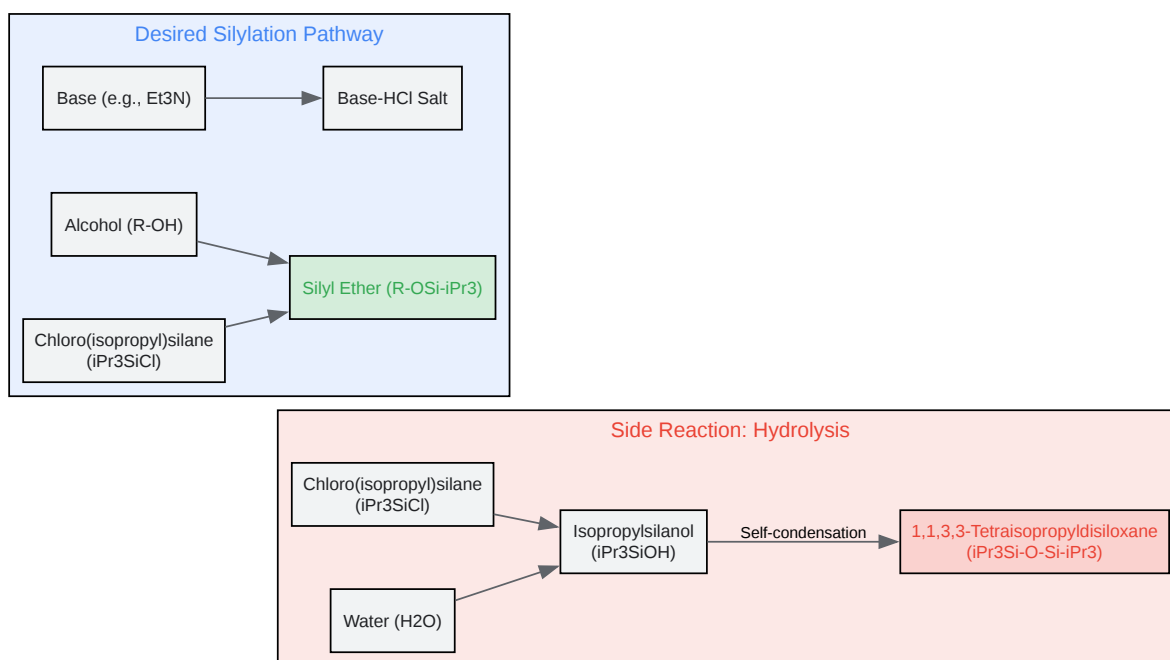 Desired Silylation Pathway
Base (e.g., Et3N)
Base-HCl Salt
Alcohol (R-OH)
Silyl Ether (R-OSi-iPr3)
Chloro(isopropyl)silane
(iPr3SiCl)
Side Reaction: Hydrolysis
Chloro(isopropyl)silane
(iPr3SiCl)
Isopropylsilanol
(iPr3SiOH)
Self-condensation
1,1,3,3-Tetraisopropyldisiloxane
(iPr3Si-O-Si-iPr3)
Water (H2O)